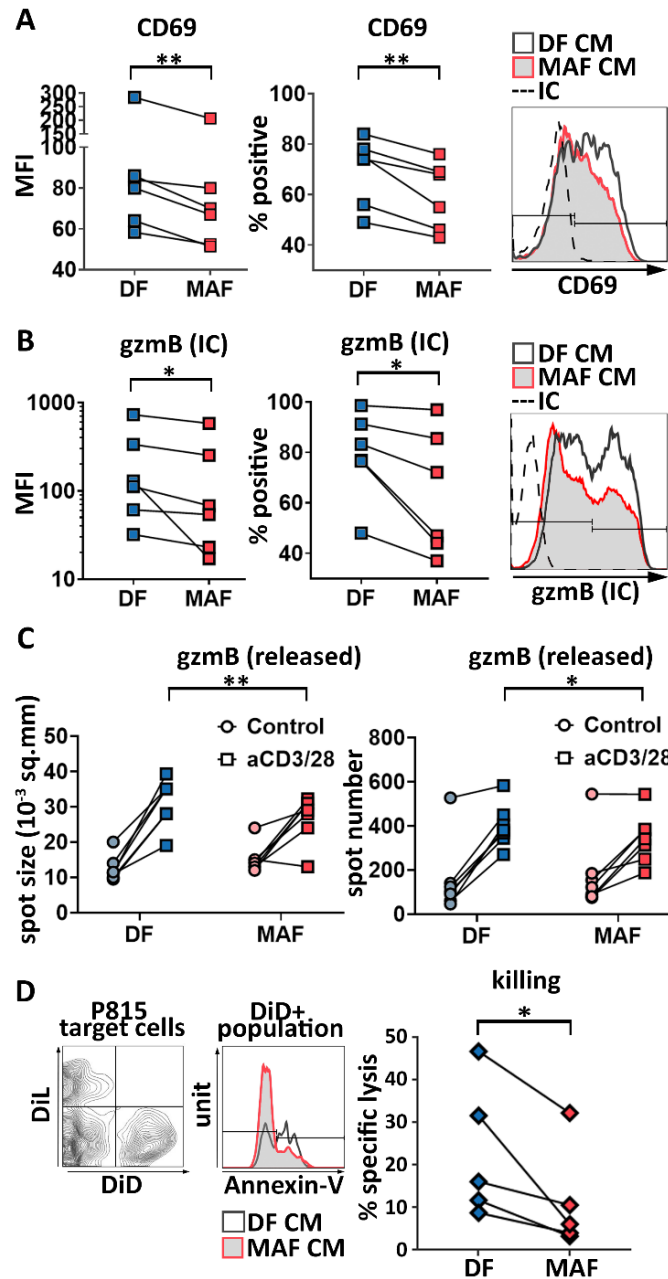 A
CD69
**
MFI
300
250
200
150
80
60
40
DF
MAF
CD69
**
% positive
100
80
60
40
DF
MAF
DF CM
MAF CM
IC
CD69
B
gzmB (IC)
*
MFI
1000
100
10
DF
MAF
gzmB (IC)
*
% positive
100
80
60
40
DF
MAF
DF CM
MAF CM
IC
gzmB (IC)
C
gzmB (released)
**
spot size (10⁻³ sq.mm)
50
40
30
20
10
0
Control
aCD3/28
DF
MAF
gzmB (released)
*
spot number
800
600
400
200
0
Control
aCD3/28
DF
MAF
D
P815
target cells
DiL
DiD
DiD+
population
unit
Annexin-V
DF CM
MAF CM
killing
*
% specific lysis
50
40
30
20
10
0
DF
MAF